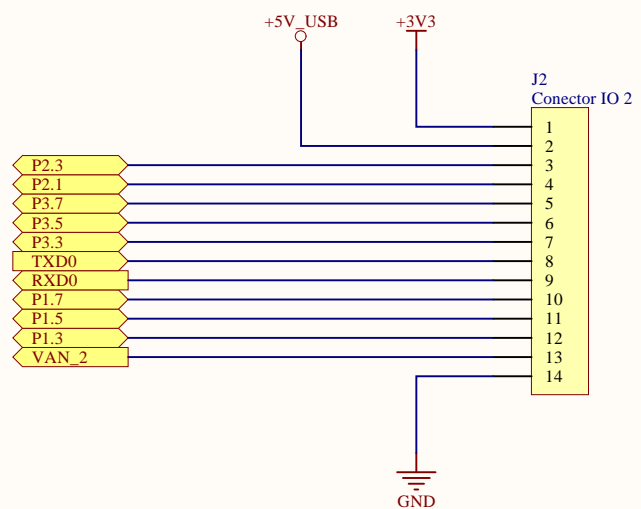 +5V_USB
+3V3
J2
Conector IO 2
1
2
P2.3 3
P2.1 4
P3.7 5
P3.5 6
P3.3 7
TXD0 8
RXD0 9
P1.7 10
P1.5 11
P1.3 12
VAN_2 13
14
GND